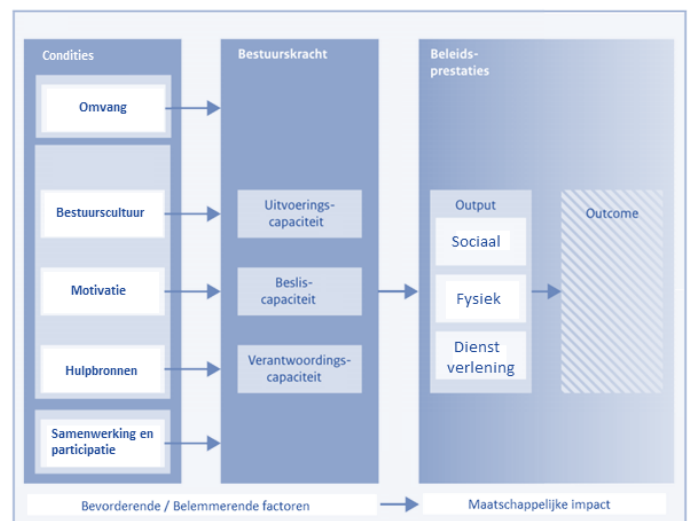 Condities
Omvang
Bestuurscultuur
Motivatie
Hulpbronnen
Samenwerking en
participatie
Bestuurskracht
Uitvoerings-
capaciteit
Beslis-
capaciteit
Verantwoordings-
capaciteit
Beleids-
prestaties
Output
Sociaal
Fysiek
Dienst
verlening
Outcome
Bevorderende / Belemmerende factoren
Maatschappelijke impact